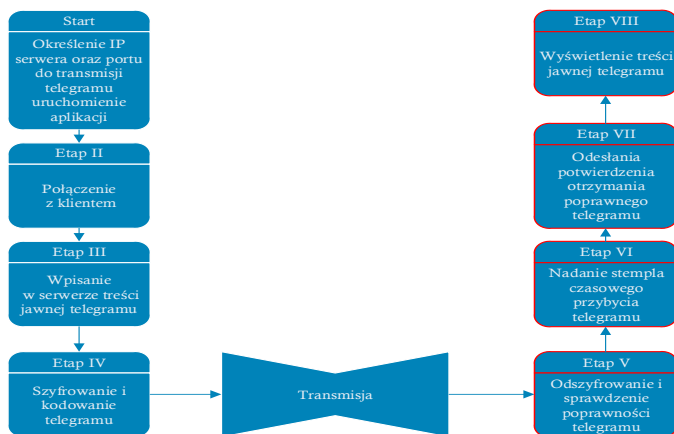 Start
Określenie IP
serwera oraz portu
do transmisji
telegramu
uruchomienie
aplikacji
Etap II
Połączenie
z klientem
Etap III
Wpisanie
w serwerze treści
jawnej telegramu
Etap IV
Szyfrowanie i
kodowanie
telegramu
Transmisja
Etap V
Odszyfrowanie i
sprawdzenie
poprawności
telegramu
Etap VI
Nadanie stempla
czasowego
przybycia
telegramu
Etap VII
Odesłania
potwierdzenia
otrzymania
poprawnego
telegramu
Etap VIII
Wyświetlenie treści
jawnej telegramu